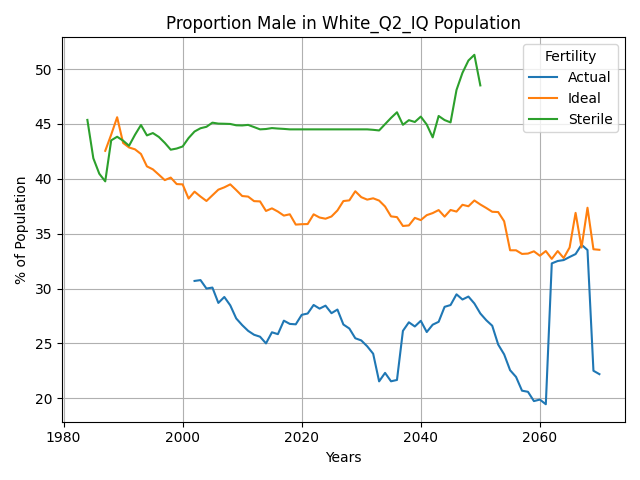 Proportion Male in White_Q2_IQ Population
% of Population
50
45
40
35
30
25
20
1980
2000
2020
2040
2060
Years
Fertility
Actual
Ideal
Sterile